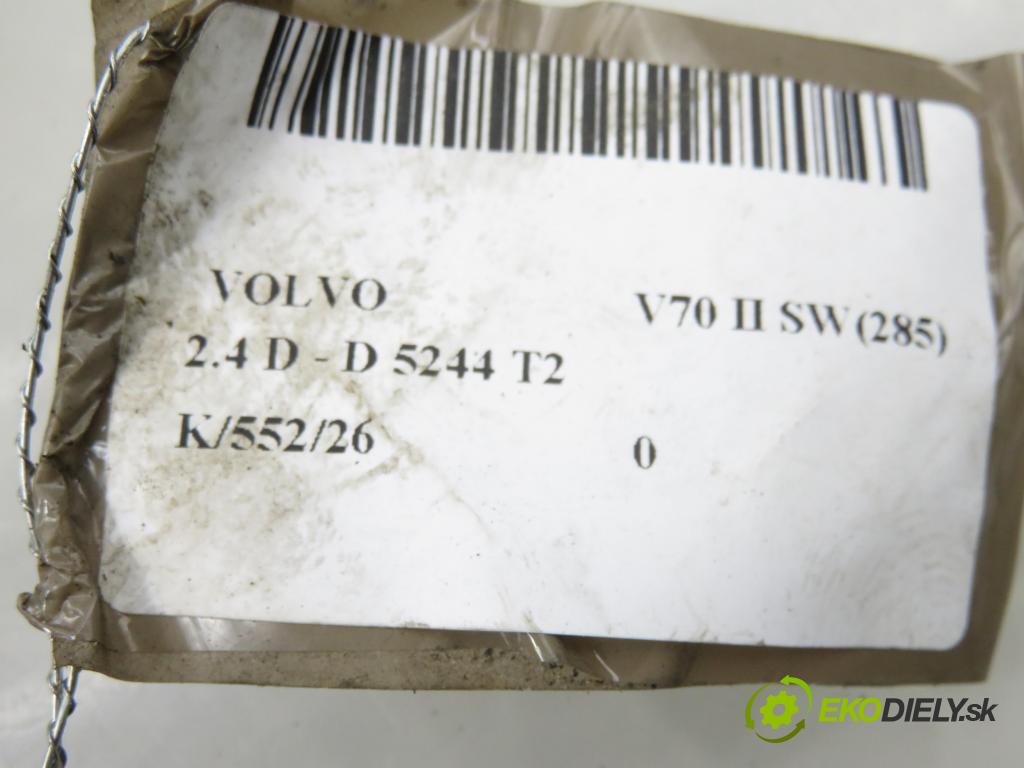 VOLVO V70 II SW(285)
2.4 D - D 5244 T2
K/552/26 0
EKODIELY.sk